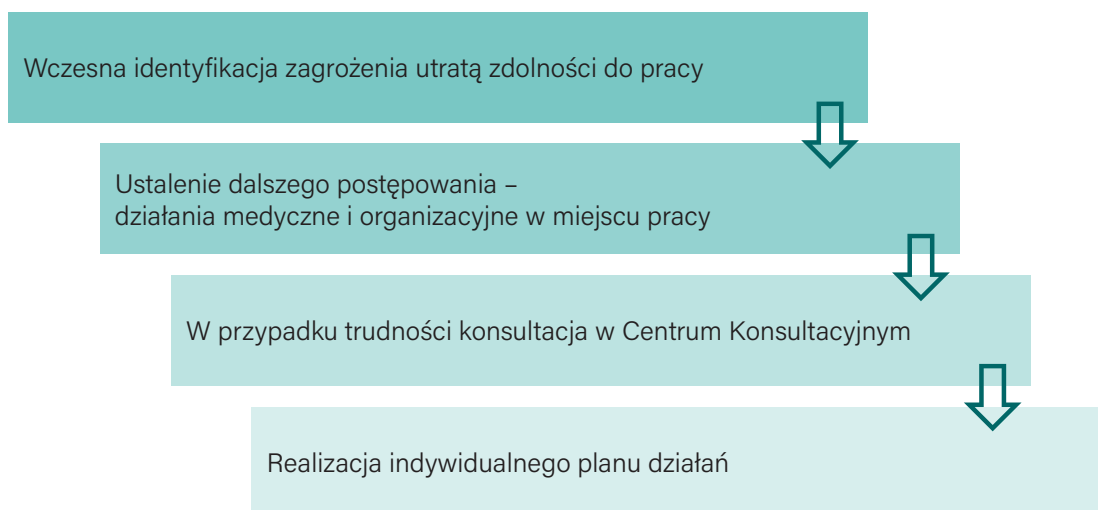 Wczesna identyfikacja zagrożenia utratą zdolności do pracy
Ustalenie dalszego postępowania –
działania medyczne i organizacyjne w miejscu pracy
W przypadku trudności konsultacja w Centrum Konsultacyjnym
Realizacja indywidualnego planu działań